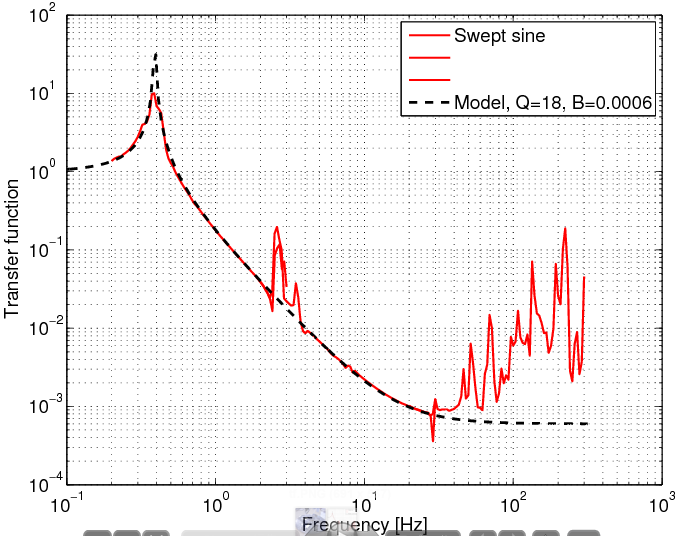 10^2
10^1
10^0
10^-1
10^-2
10^-3
10^-4
Transfer function
Swept sine
Model, Q=18, B=0.0006
10^-1 10^0 10^1 10^2 10^3
Frequency [Hz]